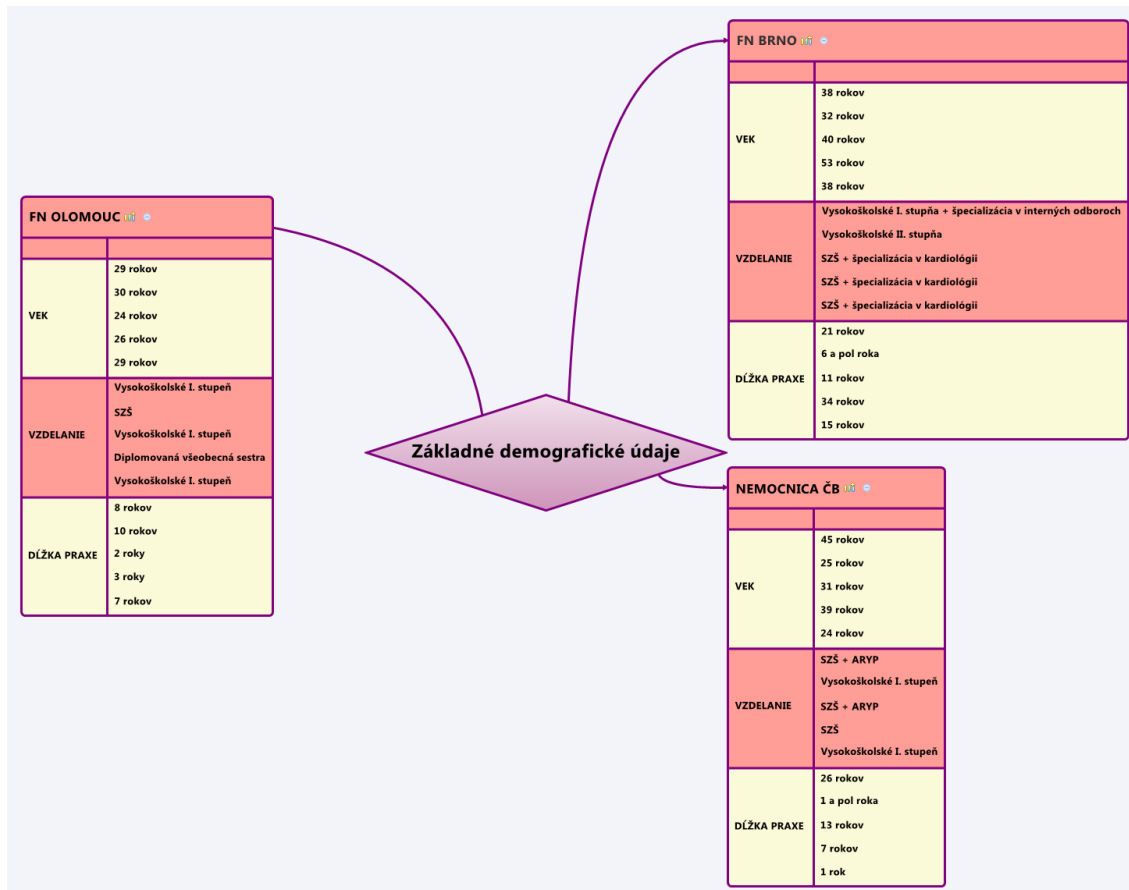 FN BRNO
VEK
38 rokov
32 rokov
40 rokov
53 rokov
38 rokov
VZDELANIE
Vysokoškolské I. stupňa + špecializácia v interných odboroch
Vysokoškolské II. stupňa
SZŠ + špecializácia v kardiológii
SZŠ + špecializácia v kardiológii
SZŠ + špecializácia v kardiológii
DĹŽKA PRAXE
21 rokov
6 a pol roka
11 rokov
34 rokov
15 rokov
FN OLOMOUC
VEK
29 rokov
30 rokov
24 rokov
26 rokov
29 rokov
VZDELANIE
Vysokoškolské I. stupeň
SZŠ
Vysokoškolské I. stupeň
Diplomovaná všeobecná sestra
Vysokoškolské I. stupeň
DĹŽKA PRAXE
8 rokov
10 rokov
2 roky
3 roky
7 rokov
Základné demografické údaje
NEMOCNICA ČB
VEK
45 rokov
25 rokov
31 rokov
39 rokov
24 rokov
VZDELANIE
SZŠ + ARYP
Vysokoškolské I. stupeň
SZŠ + ARYP
SZŠ
Vysokoškolské I. stupeň
DĹŽKA PRAXE
26 rokov
1 a pol roka
13 rokov
7 rokov
1 rok